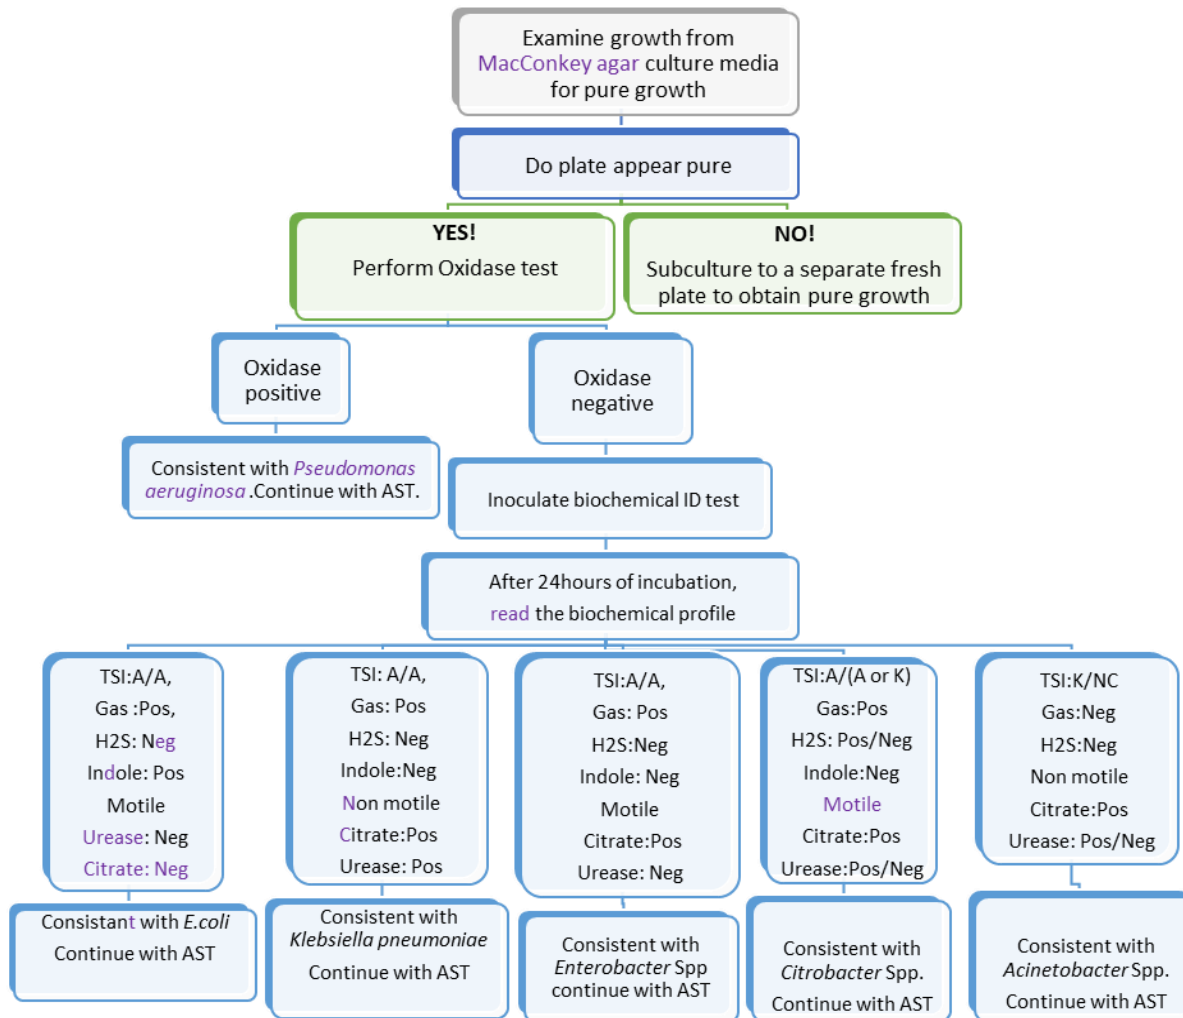 Examine growth from
MacConkey agar culture media
for pure growth
Do plate appear pure
YES!
Perform Oxidase test
NO!
Subculture to a separate fresh
plate to obtain pure growth
Oxidase
positive
Oxidase
negative
Consistent with Pseudomonas
aeruginosa .Continue with AST.
Inoculate biochemical ID test
After 24hours of incubation,
read the biochemical profile
TSI:A/A,
Gas :Pos,
H2S: Neg
Indole: Pos
Motile
Urease: Neg
Citrate: Neg
TSI: A/A,
Gas: Pos
H2S: Neg
Indole:Neg
Non motile
Citrate:Pos
Urease: Pos
TSI:A/A,
Gas: Pos
H2S:Neg
Indole: Neg
Motile
Citrate:Pos
Urease: Neg
TSI:A/(A or K)
Gas:Pos
H2S: Pos/Neg
Indole:Neg
Motile
Citrate:Pos
Urease:Pos/Neg
TSI:K/NC
Gas:Neg
H2S:Neg
Non motile
Citrate:Pos
Urease: Pos/Neg
Consistant with E.coli
Continue with AST
Consistent with
Klebsiella pneumoniae
Continue with AST
Consistent with
Enterobacter Spp
continue with AST
Consistent with
Citrobacter Spp.
Continue with AST
Consistent with
Acinetobacter Spp.
Continue with AST